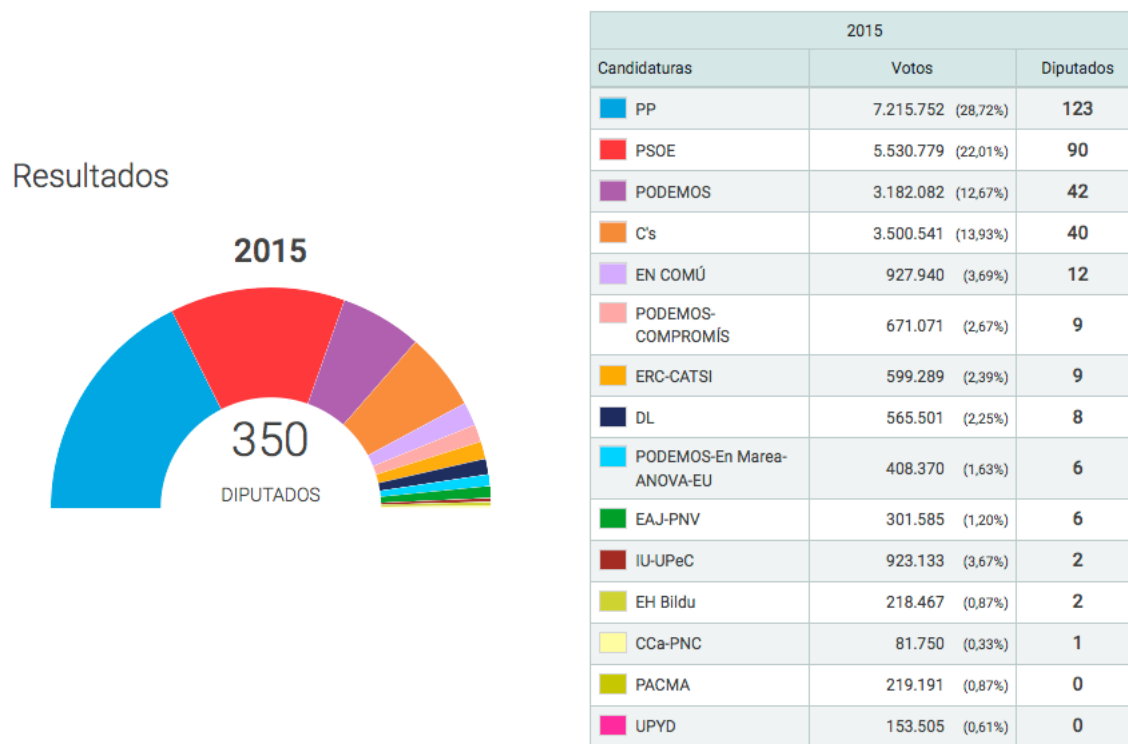 Resultados
2015
350
DIPUTADOS
2015
Candidaturas Votos Diputados
PP 7.215.752 (28,72%) 123
PSOE 5.530.779 (22,01%) 90
PODEMOS 3.182.082 (12,67%) 42
C's 3.500.541 (13,93%) 40
EN COMÚ 927.940 (3,69%) 12
PODEMOS-
COMPROMÍS 671.071 (2,67%) 9
ERC-CATSI 599.289 (2,39%) 9
DL 565.501 (2,25%) 8
PODEMOS-En Marea-
ANOVA-EU 408.370 (1,63%) 6
EAJ-PNV 301.585 (1,20%) 6
IU-UPeC 923.133 (3,67%) 2
EH Bildu 218.467 (0,87%) 2
CCa-PNC 81.750 (0,33%) 1
PACMA 219.191 (0,87%) 0
UPYD 153.505 (0,61%) 0